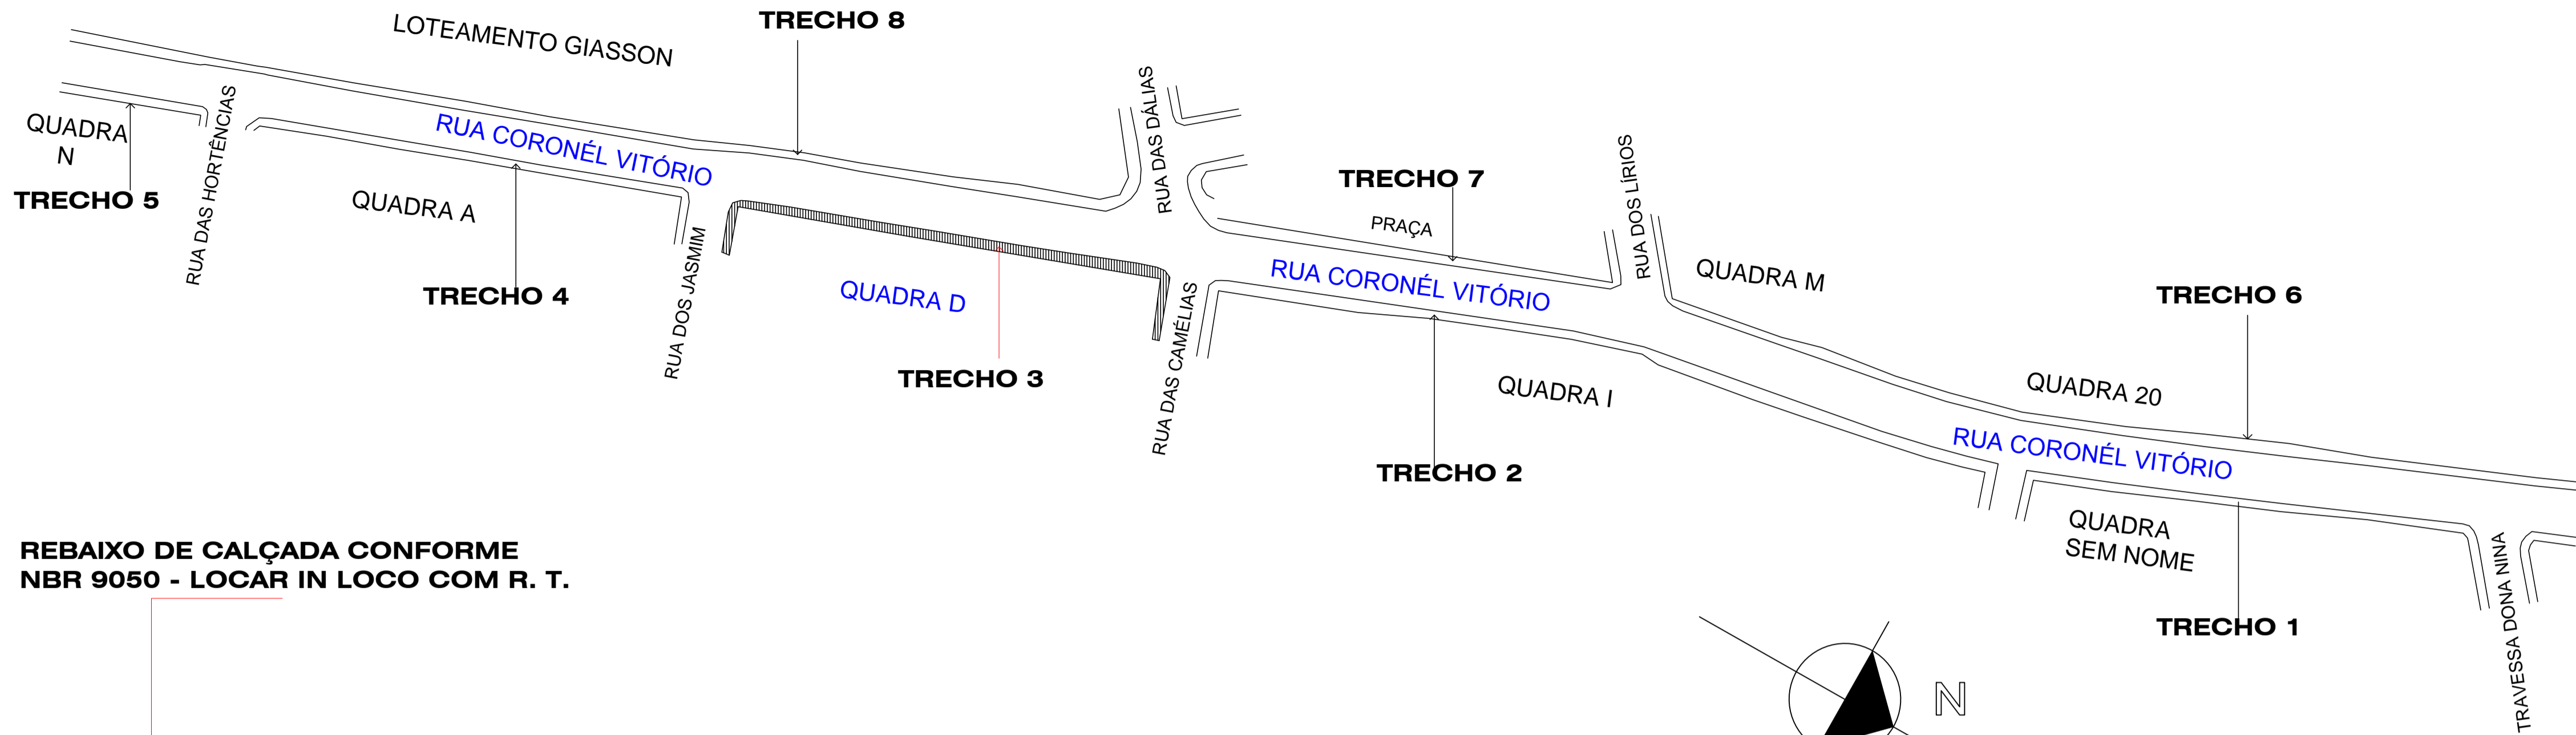 TRECHO 8
LOTEAMENTO GIASSON
RUA DAS DÁLIAS
RUA DAS HORTÊNCIAS
QUADRA
N
RUA CORONÉL VITÓRIO
TRECHO 5
QUADRA A
TRECHO 4
RUA DOS JASMIM
QUADRA D
TRECHO 3
RUA DAS CAMÉLIAS
TRECHO 7
PRAÇA
RUA DOS LÍRIOS
RUA CORONÉL VITÓRIO
QUADRA M
TRECHO 6
QUADRA I
QUADRA 20
TRECHO 2
RUA CORONÉL VITÓRIO
QUADRA
SEM NOME
TRECHO 1
TRAVESSA DONA NINA
REBAIXO DE CALÇADA CONFORME
NBR 9050 - LOCAR IN LOCO COM R. T.
N